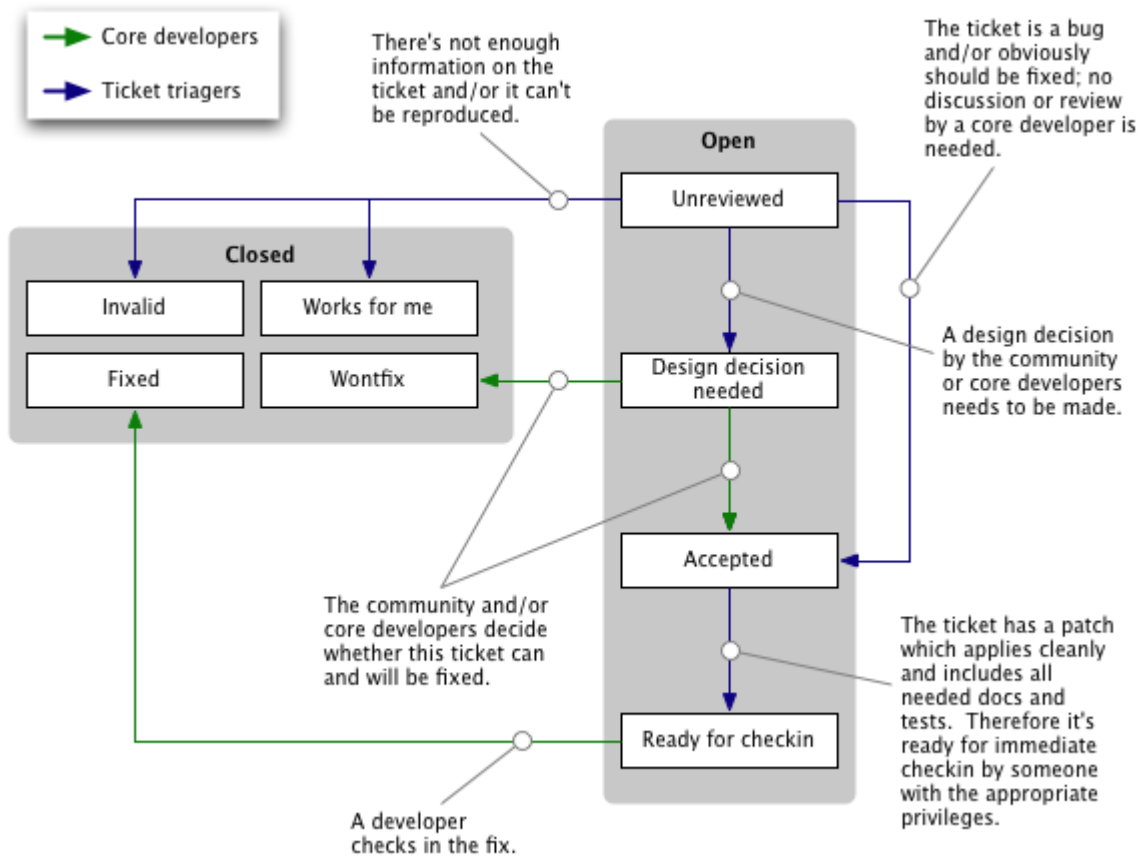 Core developers
Ticket triagers
There's not enough
information on the
ticket and/or it can't
be reproduced.
The ticket is a bug
and/or obviously
should be fixed; no
discussion or review
by a core developer is
needed.
Open
Unreviewed
Closed
Invalid
Works for me
Fixed
Wontfix
Design decision
needed
A design decision
by the community
or core developers
needs to be made.
Accepted
The community and/or
core developers decide
whether this ticket can
and will be fixed.
The ticket has a patch
which applies cleanly
and includes all
needed docs and
tests.  Therefore it's
ready for immediate
checkin by someone
with the appropriate
privileges.
Ready for checkin
A developer
checks in the fix.